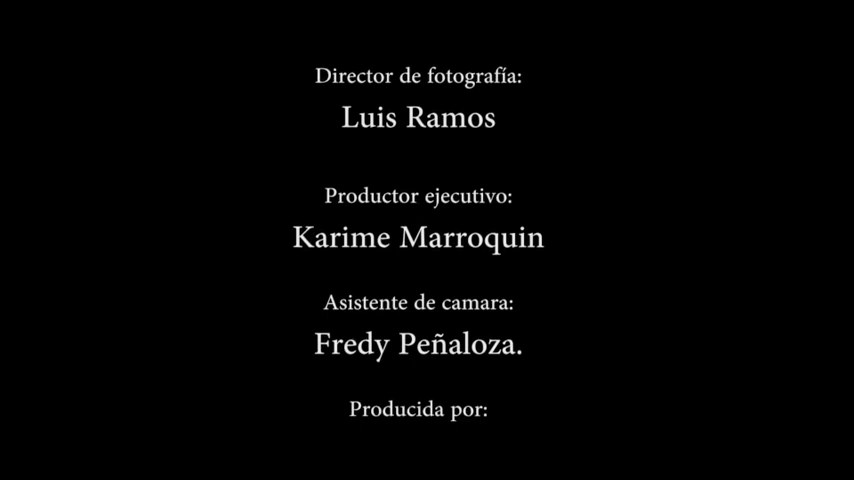 Director de fotografía:
Luis Ramos
Productor ejecutivo:
Karime Marroquin
Asistente de camara:
Fredy Peñaloza.
Producida por: